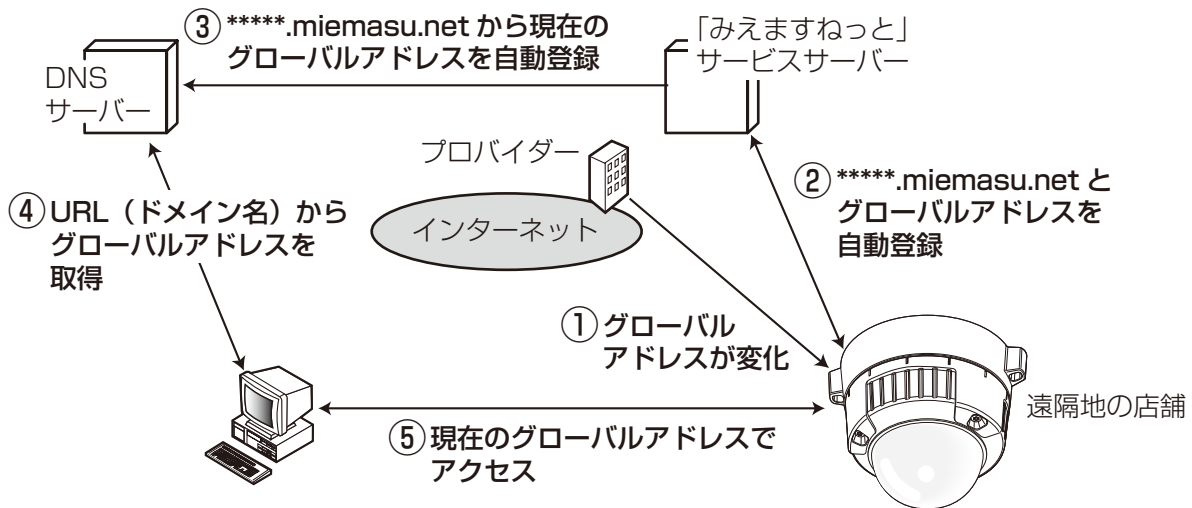 ③*****.miemasu.net から現在の
グローバルアドレスを自動登録
「みえますねっと」
サービスサーバー
DNS
サーバー
プロバイダー
インターネット
②*****.miemasu.net と
グローバルアドレスを
自動登録
④URL（ドメイン名）から
グローバルアドレスを
取得
①グローバル
アドレスが変化
遠隔地の店舗
⑤現在のグローバルアドレスで
アクセス